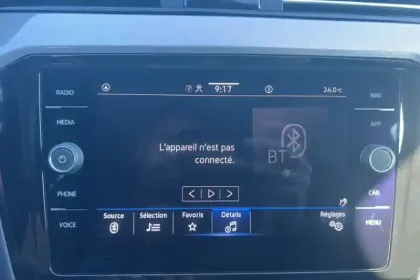 RADIO
9:17
24.0°C
NAV
MEDIA
APP
L'appareil n'est pas
connecté.
BT
PHONE
CAR
Source
Sélection
Favoris
Détails
Réglages
VOICE
MENU